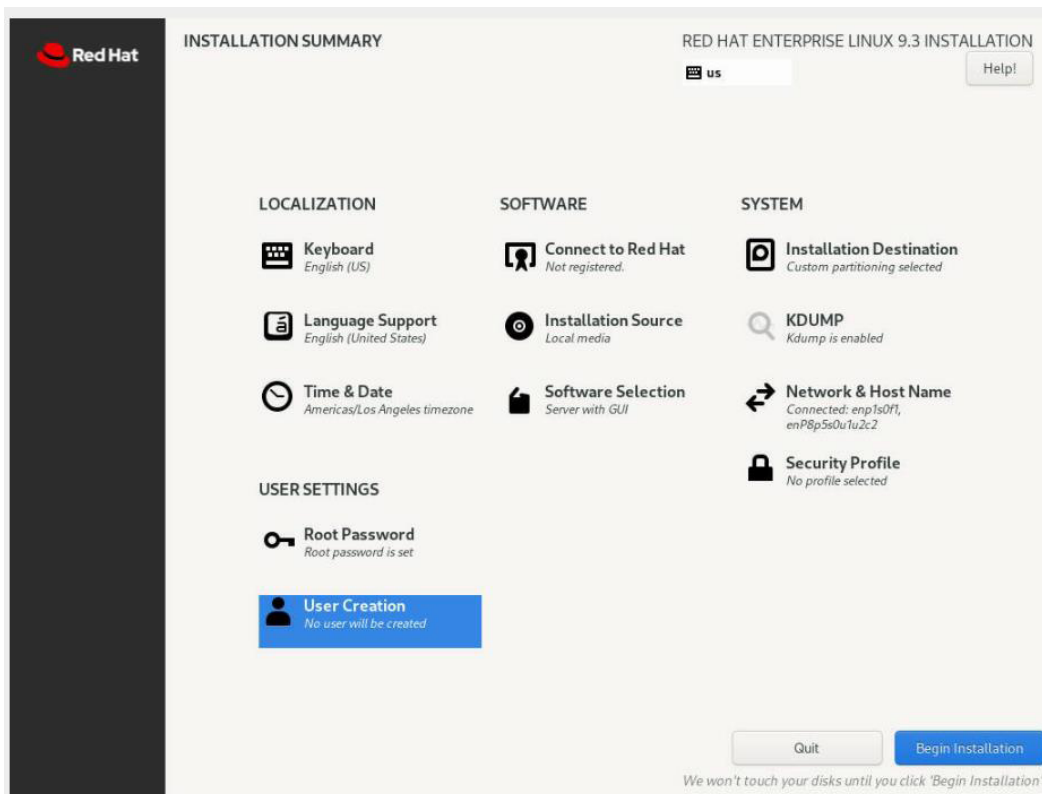 Red Hat
INSTALLATION SUMMARY
RED HAT ENTERPRISE LINUX 9.3 INSTALLATION
us
Help!
LOCALIZATION
Keyboard
English (US)
Language Support
English (United States)
Time & Date
Americas/Los Angeles timezone
SOFTWARE
Connect to Red Hat
Not registered.
Installation Source
Local media
Software Selection
Server with GUI
SYSTEM
Installation Destination
Custom partitioning selected
KDUMP
Kdump is enabled
Network & Host Name
Connected: enp1s0f1,
enP8p5s0u1u2c2
Security Profile
No profile selected
USER SETTINGS
Root Password
Root password is set
User Creation
No user will be created
Quit
Begin Installation
We won't touch your disks until you click 'Begin Installation'